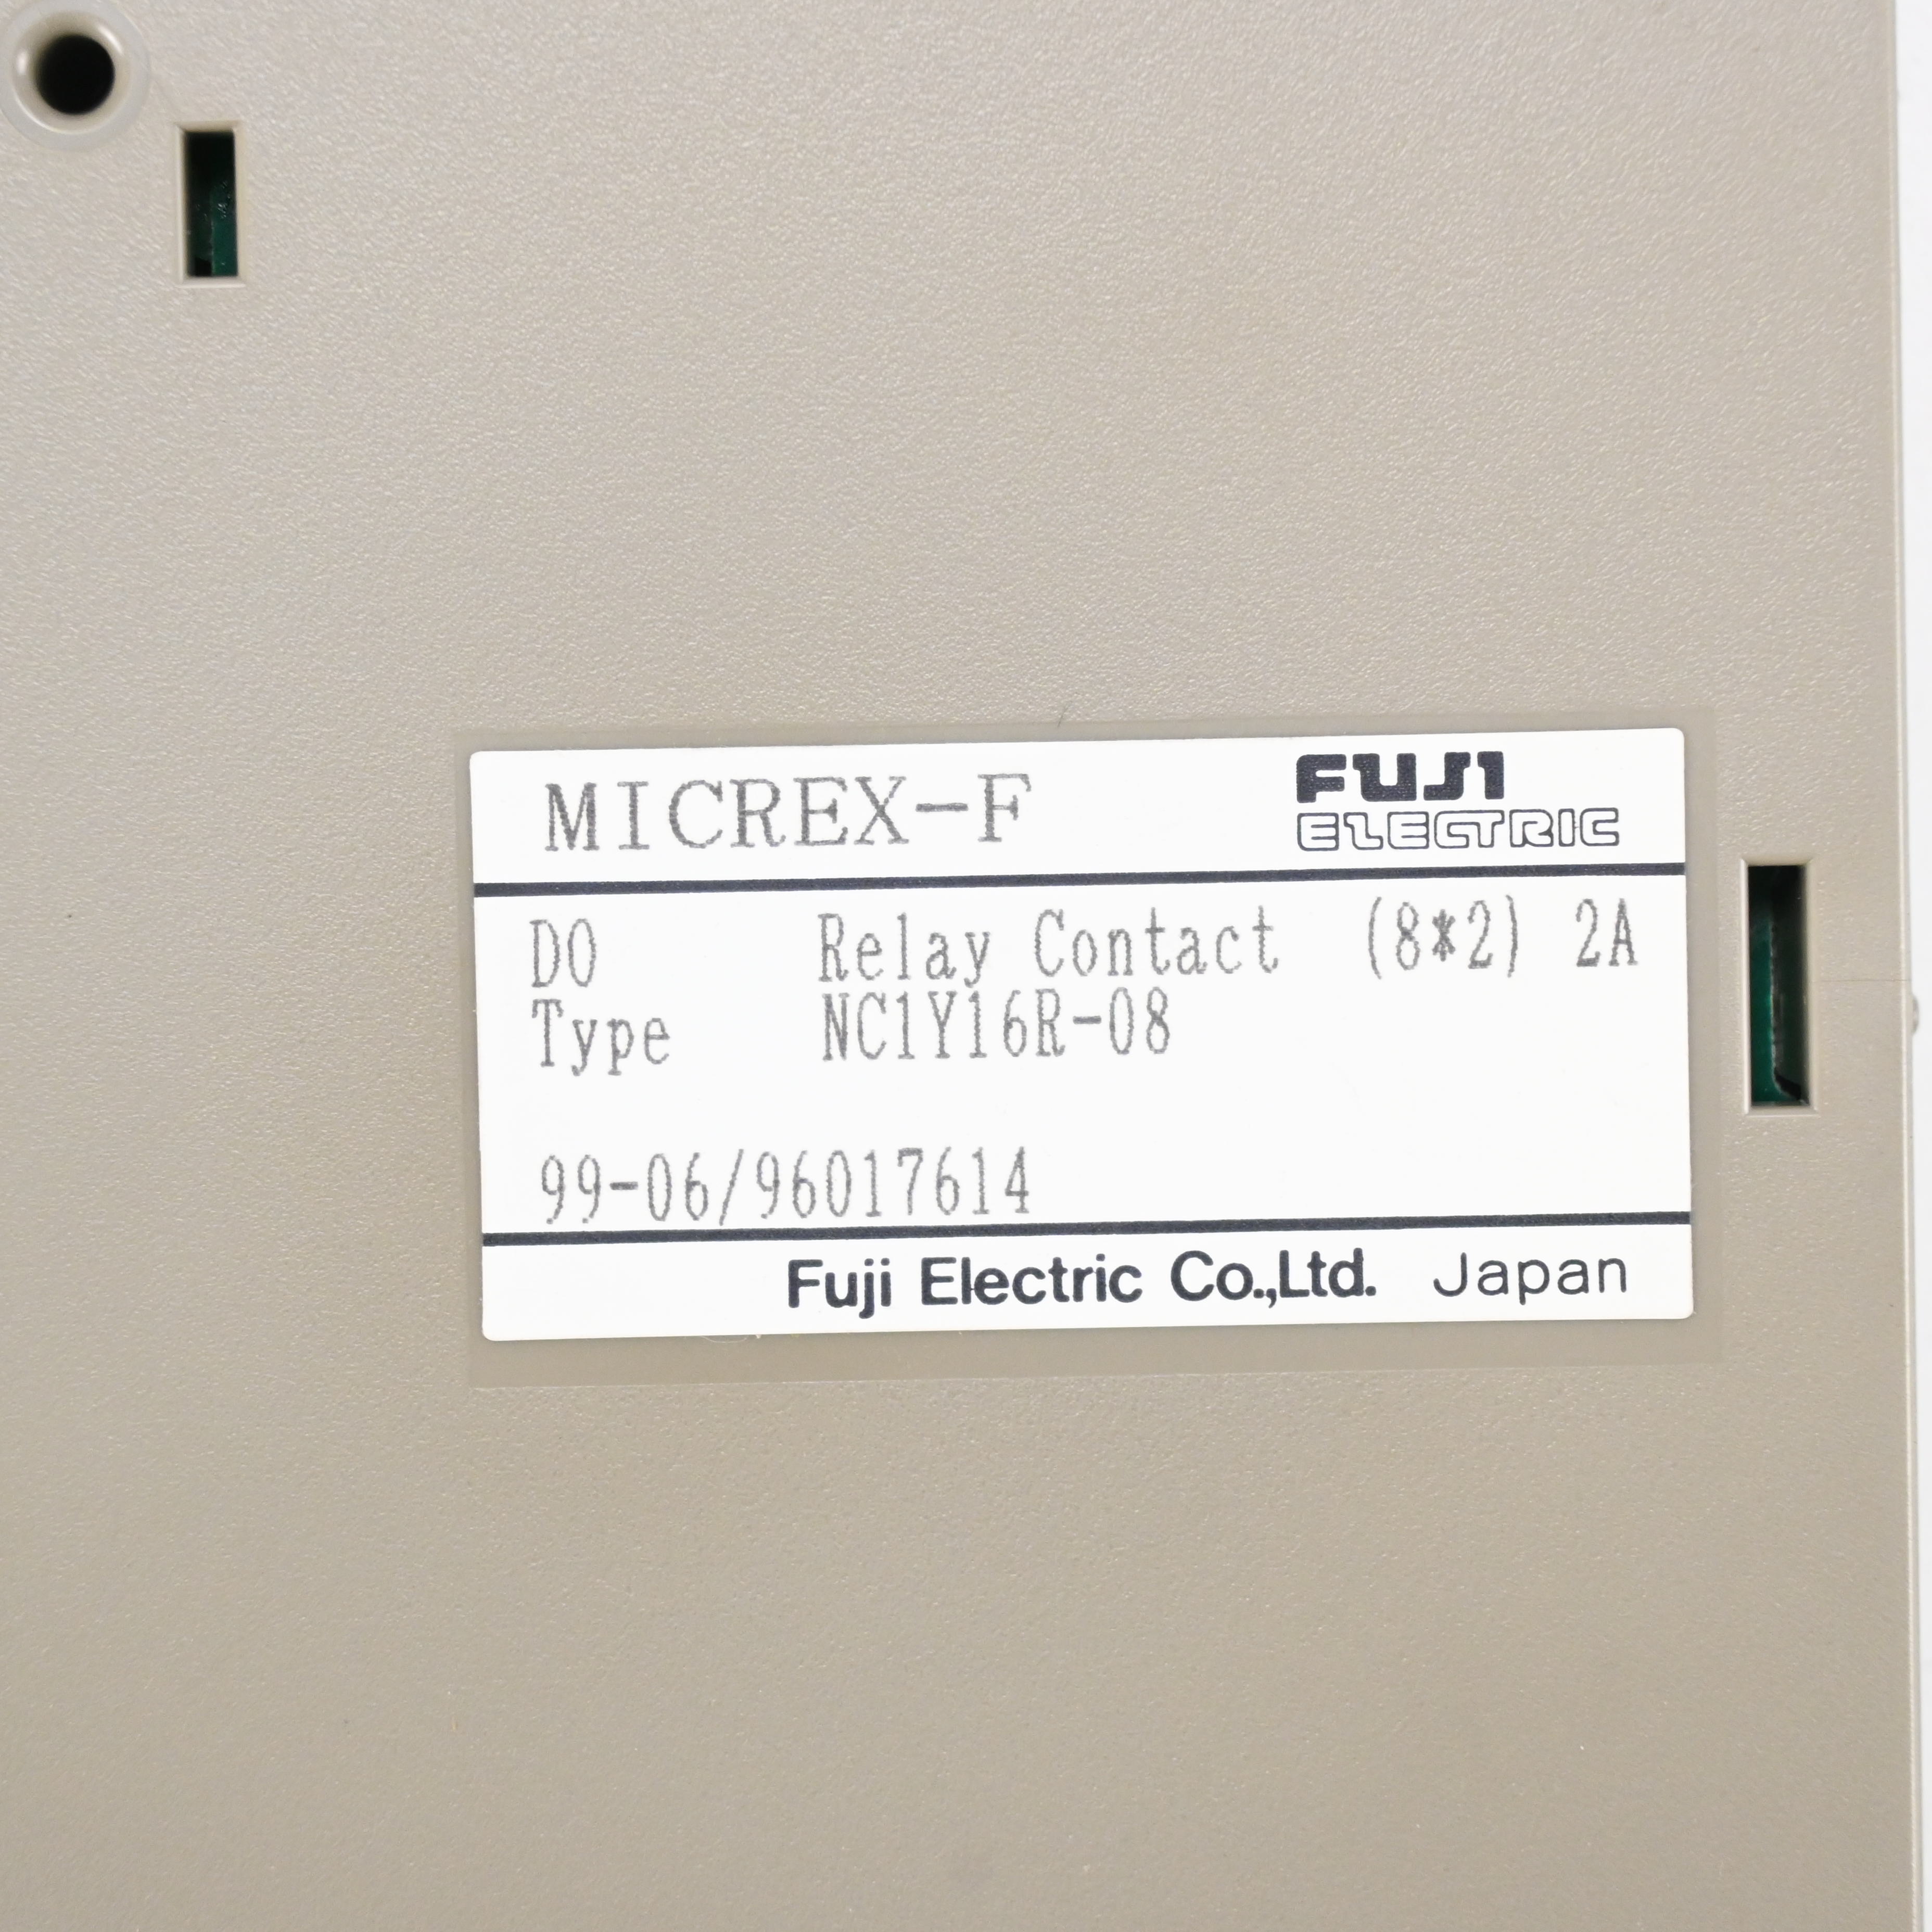 MICREX-F
FUJI
ELECTRIC
DO Relay Contact (8*2) 2A
Type NC1Y16R-08
99-06/96017614
Fuji Electric Co.,Ltd. Japan